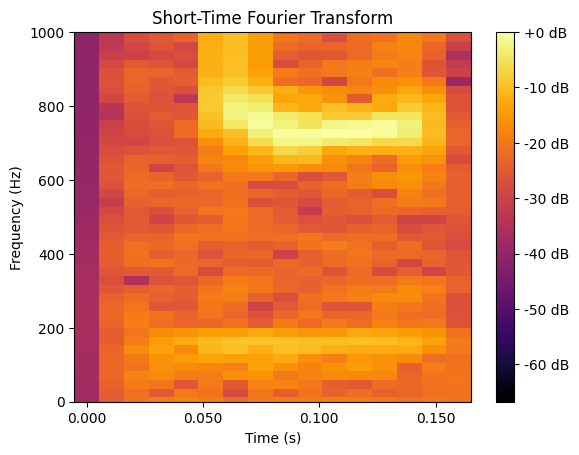 Short-Time Fourier Transform
1000
800
600
400
200
0
Frequency (Hz)
0.000
0.050
0.100
0.150
Time (s)
+0 dB
-10 dB
-20 dB
-30 dB
-40 dB
-50 dB
-60 dB